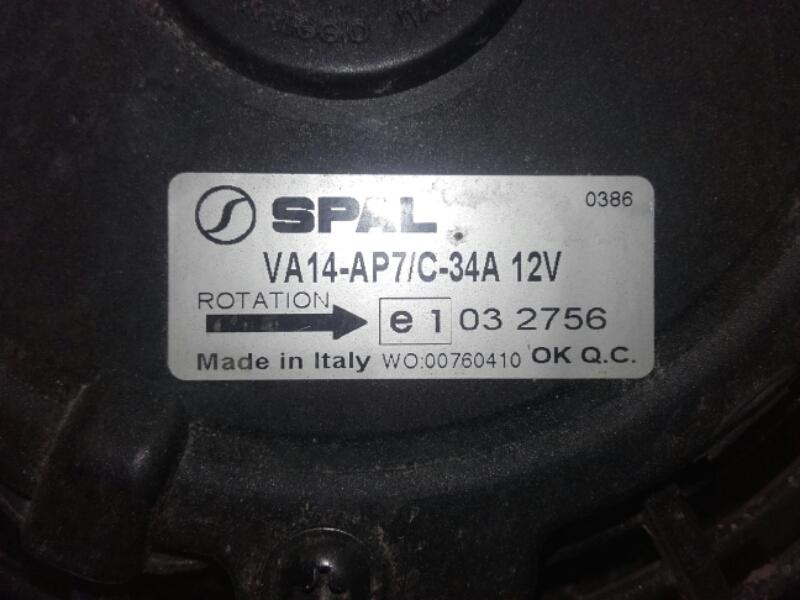 SPAL
0386
VA14-AP7/C-34A 12V
ROTATION
e 1 03 2756
Made in Italy WO:00760410 OK Q.C.